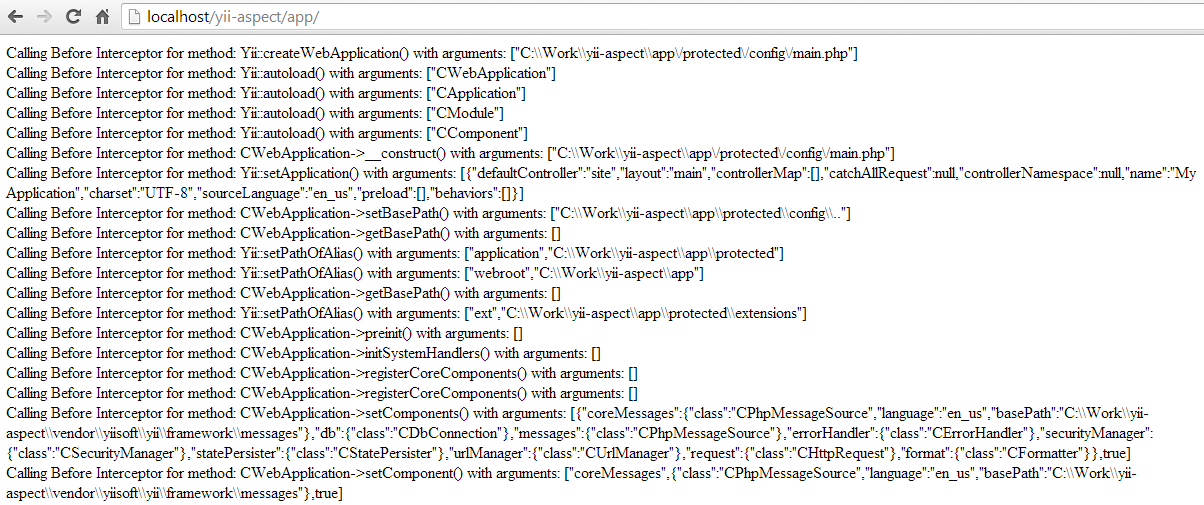 localhost/yii-aspect/app/
Calling Before Interceptor for method: Yii::createWebApplication() with arguments: ["C:\\Work\\yii-aspect\\app\/protected\/config\/main.php"]
Calling Before Interceptor for method: Yii::autoload() with arguments: ["CWebApplication"]
Calling Before Interceptor for method: Yii::autoload() with arguments: ["CApplication"]
Calling Before Interceptor for method: Yii::autoload() with arguments: ["CModule"]
Calling Before Interceptor for method: Yii::autoload() with arguments: ["CComponent"]
Calling Before Interceptor for method: CWebApplication->__construct() with arguments: ["C:\\Work\\yii-aspect\\app\/protected\/config\/main.php"]
Calling Before Interceptor for method: Yii::setApplication() with arguments: [{"defaultController":"site","layout":"main","controllerMap":[],"catchAllRequest":null,"controllerNamespace":null,"name":"My
Application","charset":"UTF-8","sourceLanguage":"en_us","preload":[],"behaviors":[]}]
Calling Before Interceptor for method: CWebApplication->setBasePath() with arguments: ["C:\\Work\\yii-aspect\\app\\protected\\config\\.."]
Calling Before Interceptor for method: CWebApplication->getBasePath() with arguments: []
Calling Before Interceptor for method: Yii::setPathOfAlias() with arguments: ["application","C:\\Work\\yii-aspect\\app\\protected"]
Calling Before Interceptor for method: Yii::setPathOfAlias() with arguments: ["webroot","C:\\Work\\yii-aspect\\app"]
Calling Before Interceptor for method: CWebApplication->getBasePath() with arguments: []
Calling Before Interceptor for method: Yii::setPathOfAlias() with arguments: ["ext","C:\\Work\\yii-aspect\\app\\protected\\extensions"]
Calling Before Interceptor for method: CWebApplication->preinit() with arguments: []
Calling Before Interceptor for method: CWebApplication->initSystemHandlers() with arguments: []
Calling Before Interceptor for method: CWebApplication->registerCoreComponents() with arguments: []
Calling Before Interceptor for method: CWebApplication->registerCoreComponents() with arguments: []
Calling Before Interceptor for method: CWebApplication->setComponents() with arguments: [{"coreMessages":{"class":"CPhpMessageSource","language":"en_us","basePath":"C:\\Work\\yii-
aspect\\vendor\\yiisoft\\yii\\framework\\messages"},"db":{"class":"CDbConnection"},"messages":{"class":"CPhpMessageSource"},"errorHandler":{"class":"CErrorHandler"},"securityManager":
{"class":"CSecurityManager"},"statePersister":{"class":"CStatePersister"},"urlManager":{"class":"CUrlManager"},"request":{"class":"CHttpRequest"},"format":{"class":"CFormatter"}},true]
Calling Before Interceptor for method: CWebApplication->setComponent() with arguments: ["coreMessages",{"class":"CPhpMessageSource","language":"en_us","basePath":"C:\\Work\\yii-
aspect\\vendor\\yiisoft\\yii\\framework\\messages"},true]